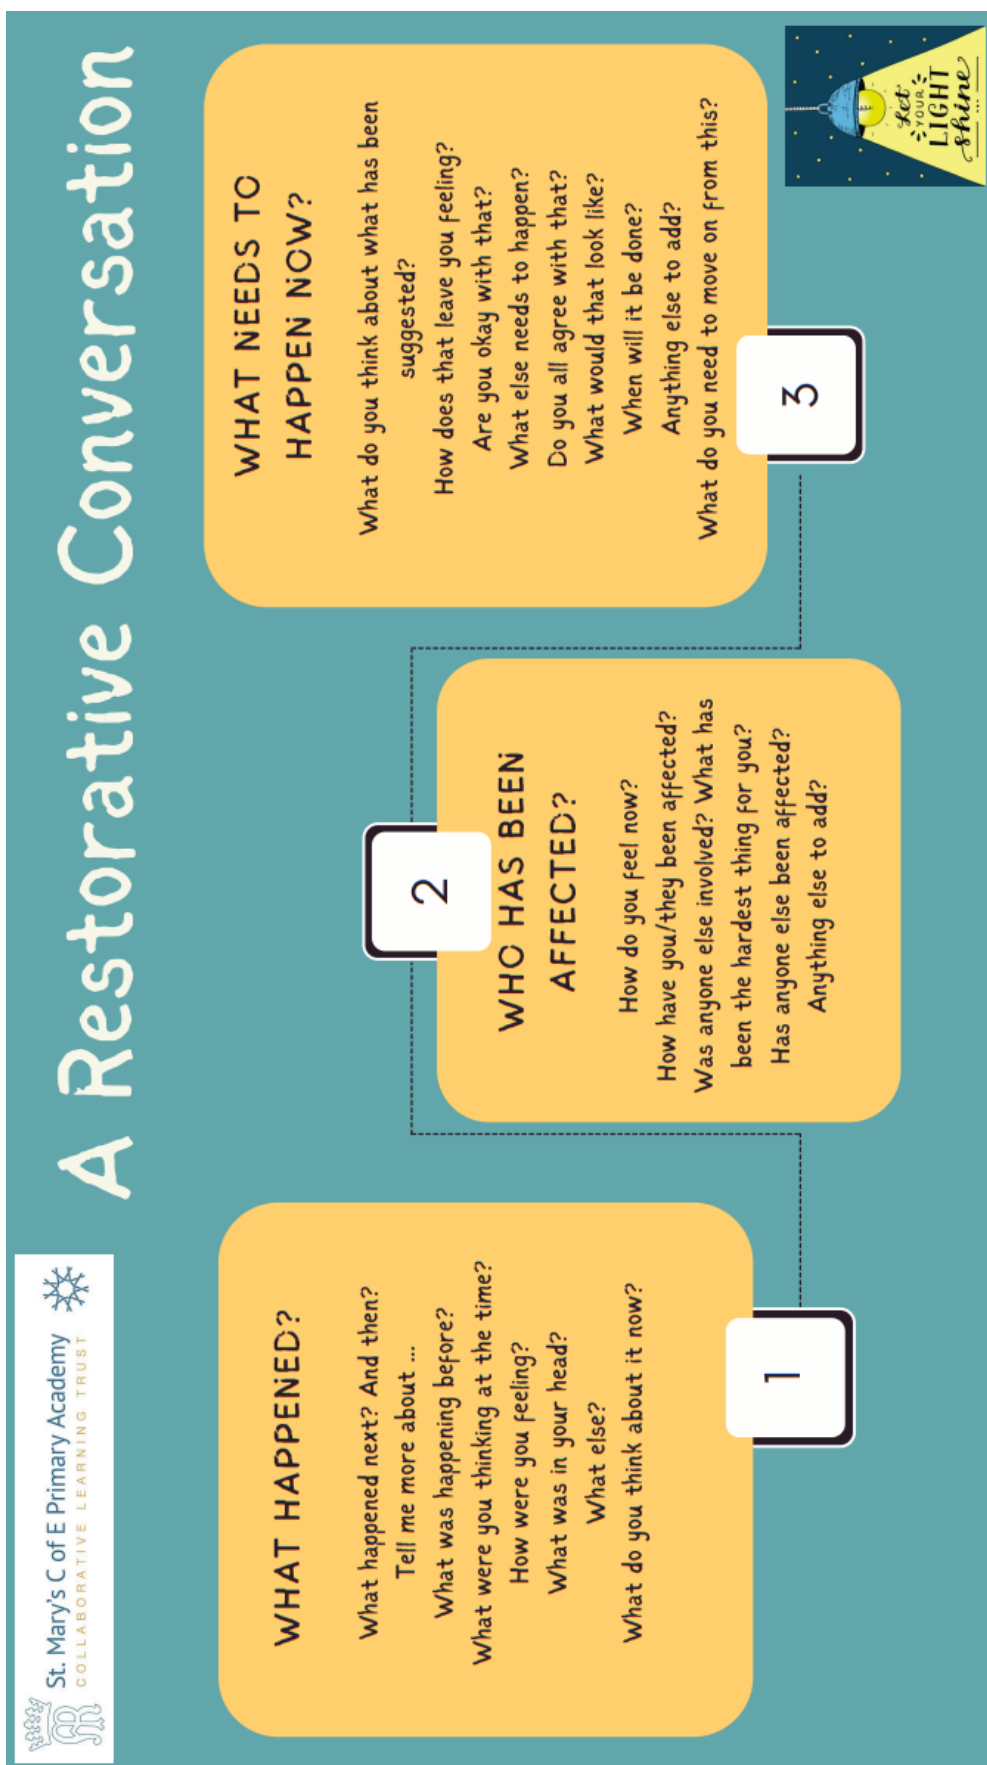 St. Mary's C of E Primary Academy
COLLABORATIVE LEARNING TRUST
A Restorative Conversation
WHAT HAPPENED?
What happened next? And then?
Tell me more about ...
What was happening before?
What were you thinking at the time?
How were you feeling?
What was in your head?
What else?
What do you think about it now?
1
2
WHO HAS BEEN
AFFECTED?
How do you feel now?
How have you/they been affected?
Was anyone else involved? What has
been the hardest thing for you?
Has anyone else been affected?
Anything else to add?
WHAT NEEDS TO
HAPPEN NOW?
What do you think about what has been
suggested?
How does that leave you feeling?
Are you okay with that?
What else needs to happen?
Do you all agree with that?
What would that look like?
When will it be done?
Anything else to add?
What do you need to move on from this?
3
Let
YOUR
LIGHT
Shine